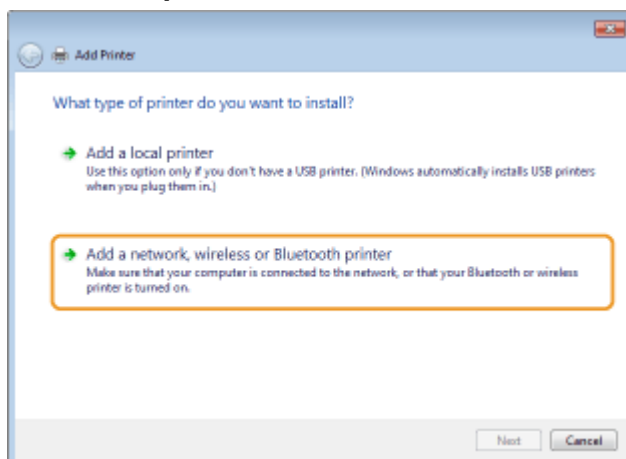 Add Printer
What type of printer do you want to install?
Add a local printer
Use this option only if you don't have a USB printer. (Windows automatically installs USB printers
when you plug them in.)
Add a network, wireless or Bluetooth printer
Make sure that your computer is connected to the network, or that your Bluetooth or wireless
printer is turned on.
Next Cancel